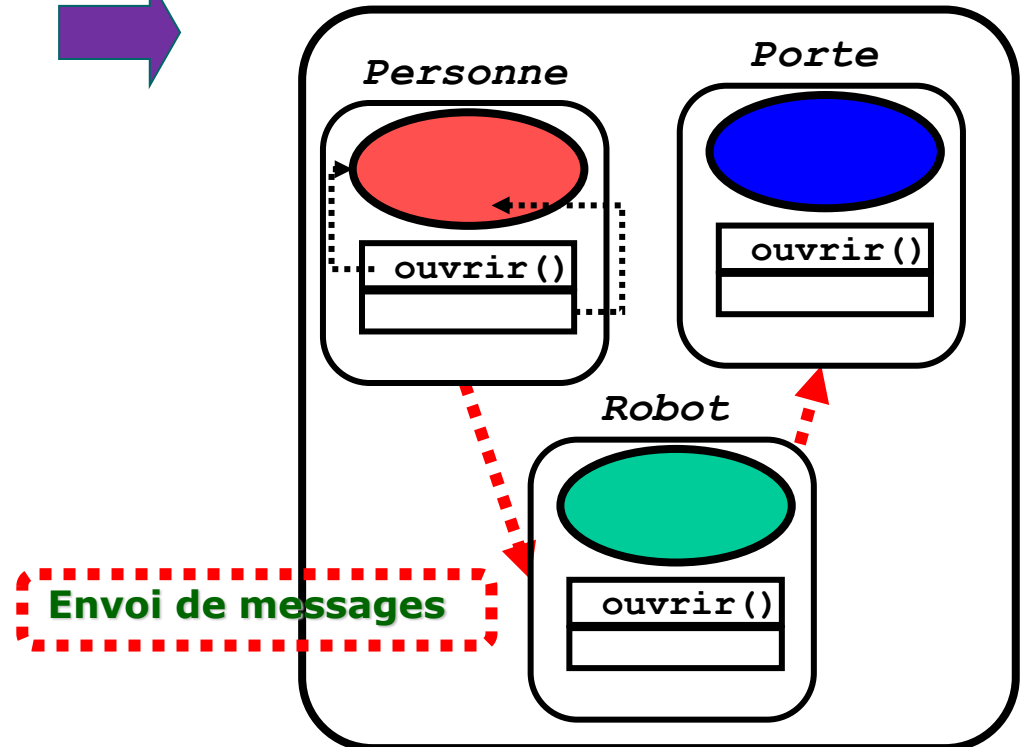 Personne
Porte
ouvrir()
ouvrir()
Robot
ouvrir()
Envoi de messages